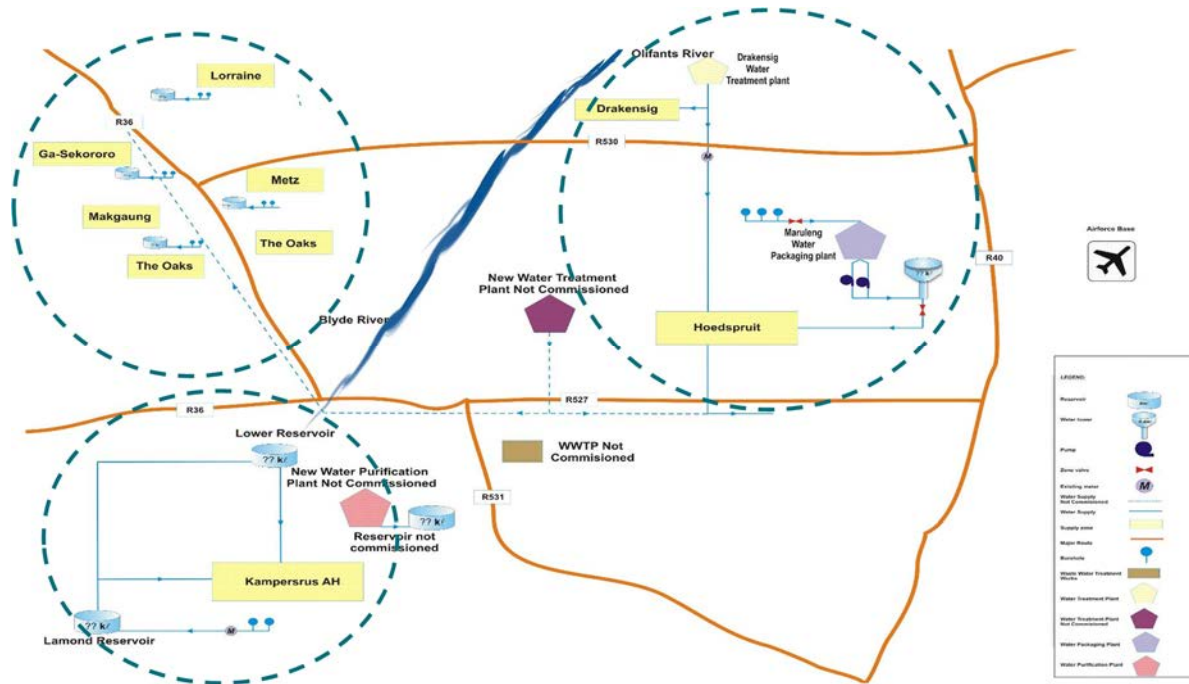 Olifants River
Drakensig
Water
Treatment plant
Lorraine
Drakensig
R36
R530
Ga-Sekororo
Metz
Makgaung
The Oaks
The Oaks
Maruleng
Water
Packaging plant
Airforce Base
R40
New Water Treatment
Plant Not Commissioned
Blyde River
Hoedspruit
R36
R527
Lower Reservoir
?? kℓ
WWTP Not
Commisioned
New Water Purification
Plant Not Commissioned
R531
?? kℓ
Reservoir not
commissioned
Kampersrus AH
?? kℓ
M
Lamond Reservoir
M
LEGEND:
Reservoir
Water tower
Pump
Zone valve
Existing meter
M
Water Supply
Not Commissioned
Water Supply
Supply zone
Major Roads
Borehole
Waste Water Treatment
Works
Water Treatment Plant
Water Treatment Plant
Not Commissioned
Water Packaging Plant
Water Purification Plant